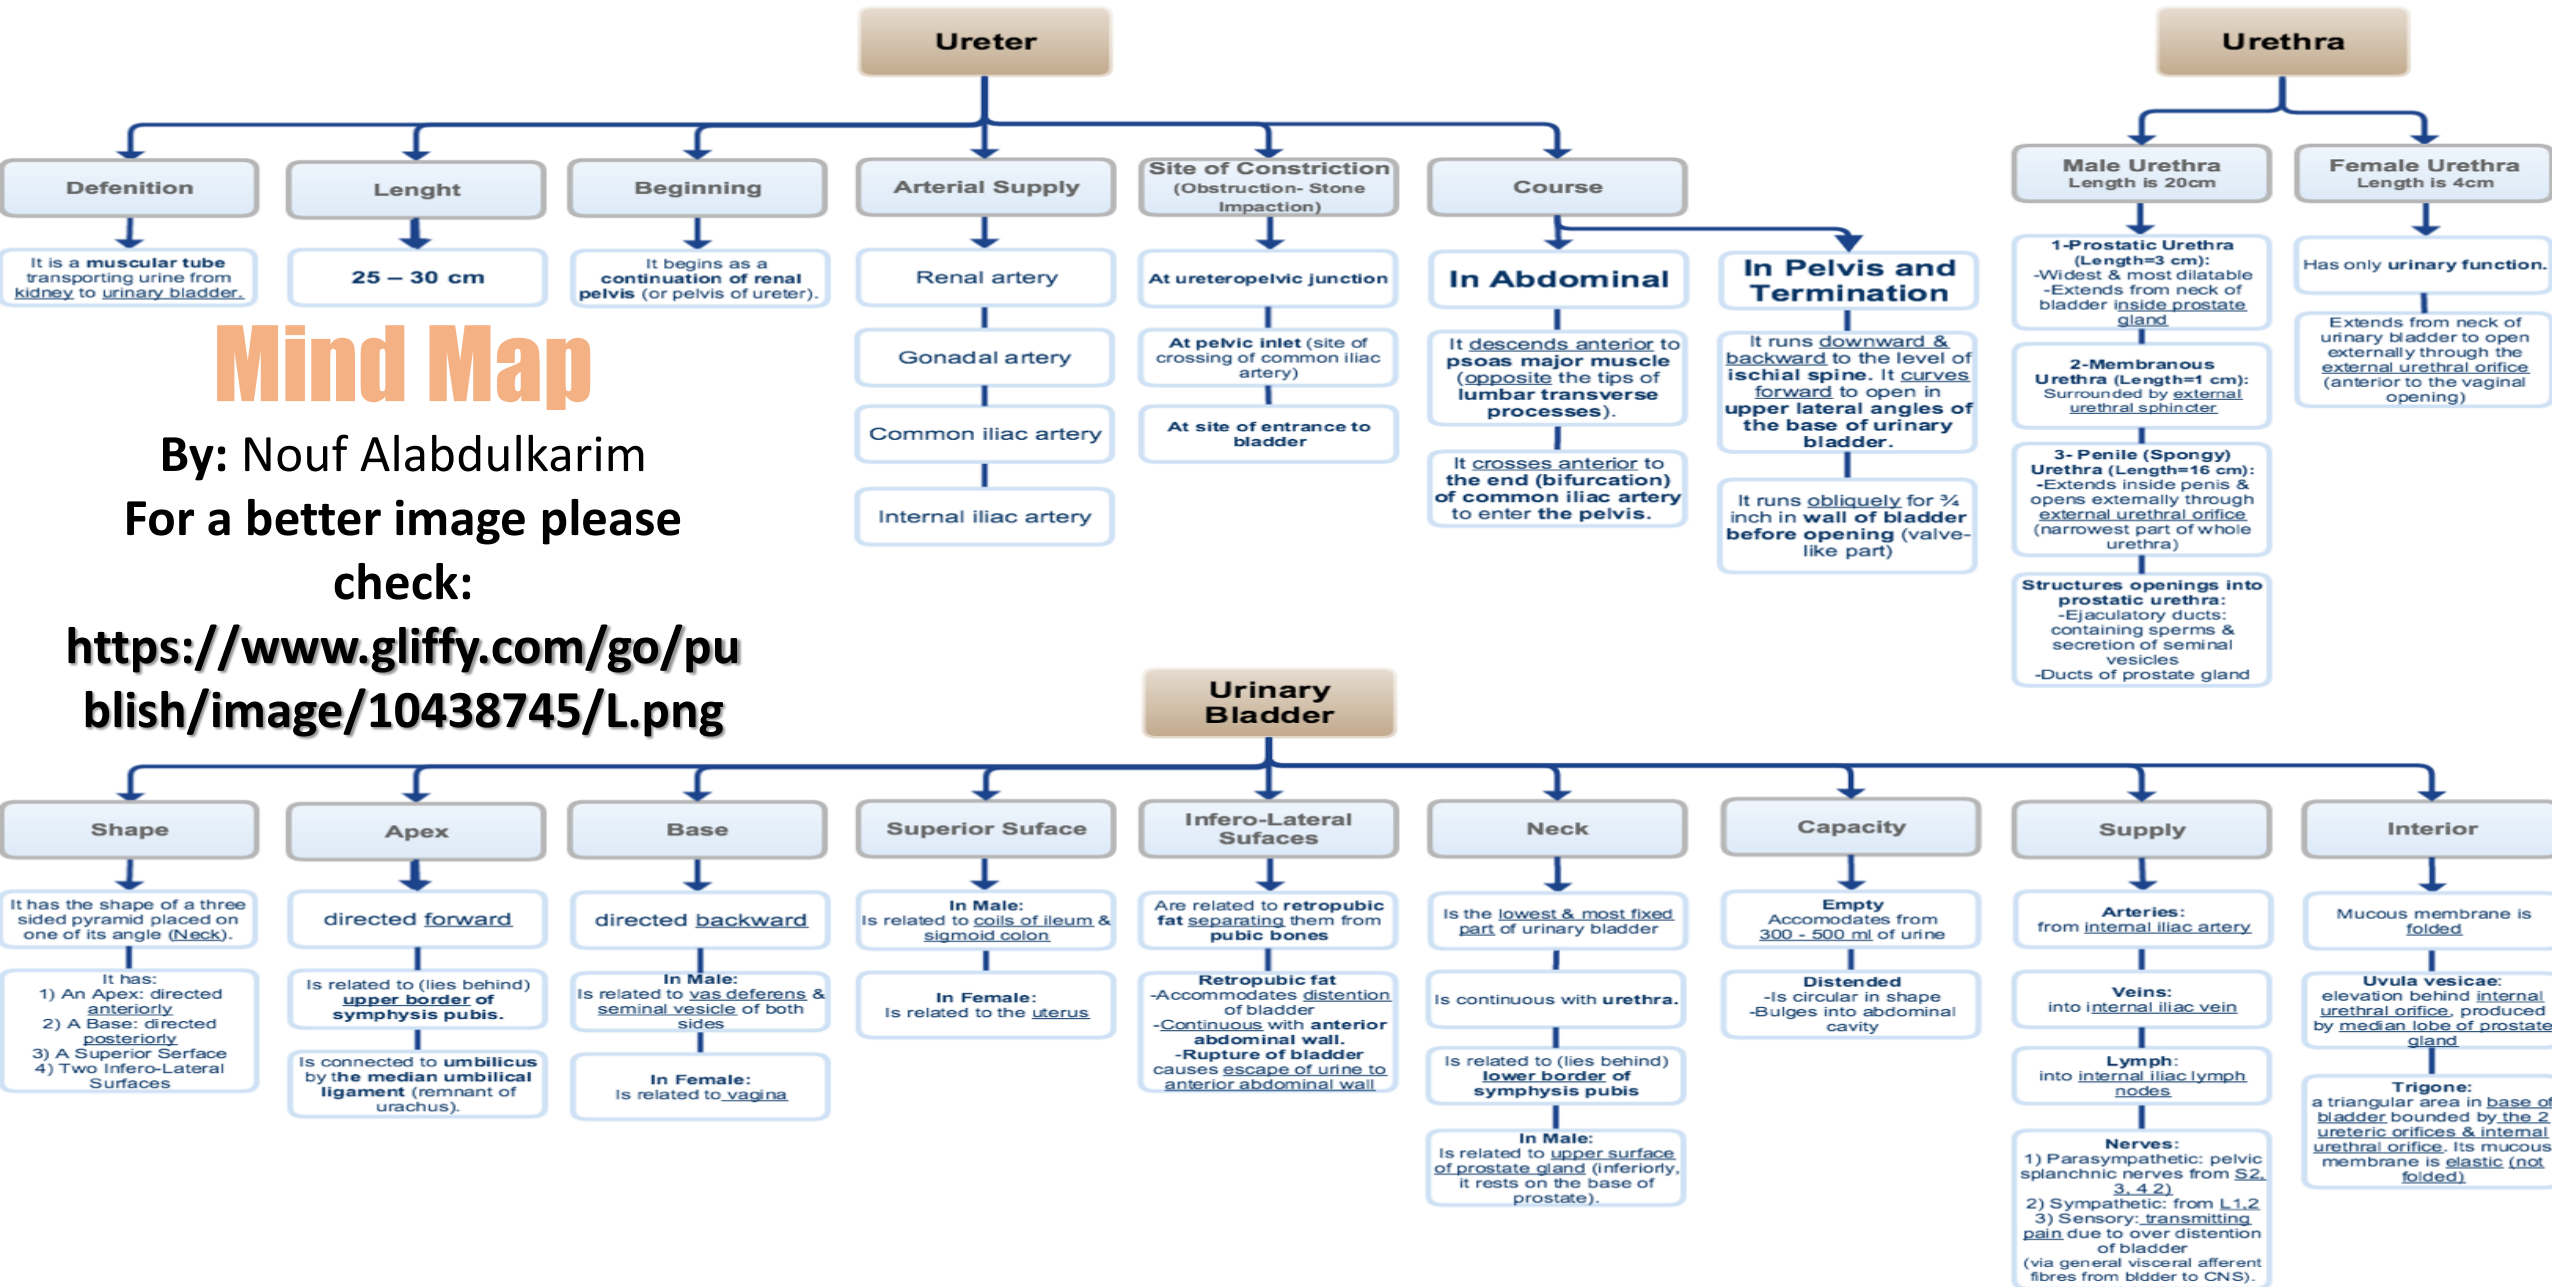 Ureter
Defenition
It is a muscular tube
transporting urine from
kidney to urinary bladder.
Lenght
25 – 30 cm
Beginning
It begins as a
continuation of renal
pelvis (or pelvis of ureter).
Arterial Supply
Renal artery
Gonadal artery
Common iliac artery
Internal iliac artery
Site of Constriction
(Obstruction- Stone
Impaction)
At ureteropelvic junction
At pelvic inlet (site of
crossing of common iliac
artery)
At site of entrance to
bladder
Course
In Abdominal
It descends anterior to
psoas major muscle
(opposite the tips of
lumbar transverse
processes).
It crosses anterior to
the end (bifurcation)
of common iliac artery
to enter the pelvis.
In Pelvis and
Termination
It runs downward &
backward to the level of
ischial spine. It curves
forward to open in
upper lateral angles of
the base of urinary
bladder.
It runs obliquely for ¾
inch in wall of bladder
before opening (valve-
like part)
Urethra
Male Urethra
Length is 20cm
1-Prostatic Urethra
(Length=3 cm):
-Widest & most dilatable
-Extends from neck of
bladder inside prostate
gland
2-Membranous
Urethra (Length=1 cm):
Surrounded by external
urethral sphincter
3- Penile (Spongy)
Urethra (Length=16 cm):
-Extends inside penis &
opens externally through
external urethral orifice
(narrowest part of whole
urethra)
Structures openings into
prostatic urethra:
-Ejaculatory ducts:
containing sperms &
secretion of seminal
vesicles
-Ducts of prostate gland
Female Urethra
Length is 4cm
Has only urinary function.
Extends from neck of
urinary bladder to open
externally through the
external urethral orifice
(anterior to the vaginal
opening)
Mind Map
By: Nouf Alabdulkarim
For a better image please
check:
https://www.gliffy.com/go/pu
blish/image/10438745/L.png
Urinary
Bladder
Shape
It has the shape of a three
sided pyramid placed on
one of its angle (Neck).
It has:
1) An Apex: directed
anteriorly
2) A Base: directed
posteriorly
3) A Superior Serface
4) Two Infero-Lateral
Surfaces
Apex
directed forward
Is related to (lies behind)
upper border of
symphysis pubis.
Is connected to umbilicus
by the median umbilical
ligament (remnant of
urachus).
Base
directed backward
In Male:
Is related to vas deferens &
seminal vesicle of both
sides
In Female:
Is related to vagina
Superior Suface
In Male:
Is related to coils of ileum &
sigmoid colon
In Female:
Is related to the uterus
Infero-Lateral
Sufaces
Are related to retropubic
fat separating them from
pubic bones
Retropubic fat
-Accommodates distention
of bladder
-Continuous with anterior
abdominal wall.
-Rupture of bladder
causes escape of urine to
anterior abdominal wall
Neck
Is the lowest & most fixed
part of urinary bladder
Is continuous with urethra.
Is related to (lies behind)
lower border of
symphysis pubis
In Male:
Is related to upper surface
of prostate gland (inferiorly,
it rests on the base of
prostate).
Capacity
Empty
Accomodates from
300 - 500 ml of urine
Distended
-Is circular in shape
-Bulges into abdominal
cavity
Supply
Arteries:
from internal iliac artery
Veins:
into internal iliac vein
Lymph:
into internal iliac lymph
nodes
Nerves:
1) Parasympathetic: pelvic
splanchnic nerves from S2,
3, 4 2)
2) Sympathetic: from L1,2
3) Sensory: transmitting
pain due to over distention
of bladder
(via general visceral afferent
fibres from bldder to CNS).
Interior
Mucous membrane is
folded
Uvula vesicae:
elevation behind internal
urethral orifice, produced
by median lobe of prostate
gland
Trigone:
a triangular area in base of
bladder bounded by the 2
ureteric orifices & internal
urethral orifice. Its mucous
membrane is elastic (not
folded)